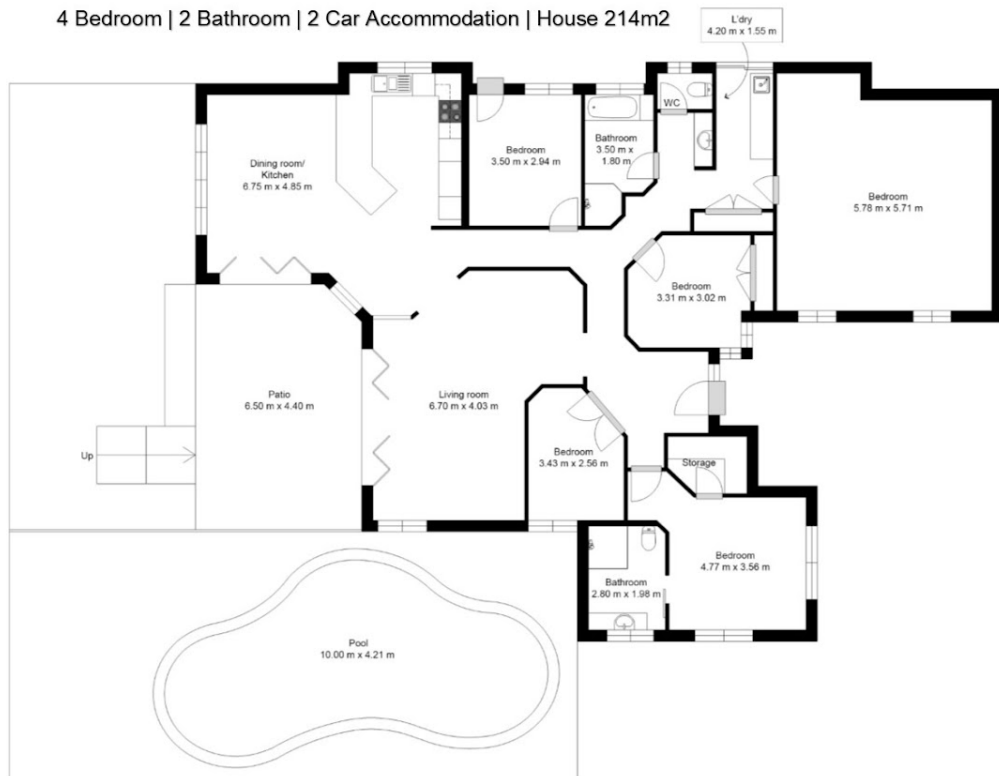 4 Bedroom | 2 Bathroom | 2 Car Accommodation | House 214m2
L'dry
4.20 m x 1.55 m
WC
Bathroom
3.50 m x
1.80 m
Bedroom
3.50 m x 2.94 m
Dining room/
Kitchen
6.75 m x 4.85 m
Bedroom
5.78 m x 5.71 m
Bedroom
3.31 m x 3.02 m
Patio
6.50 m x 4.40 m
Living room
6.70 m x 4.03 m
Up
Bedroom
3.43 m x 2.56 m
Storage
Bedroom
4.77 m x 3.56 m
Bathroom
2.80 m x 1.98 m
Pool
10.00 m x 4.21 m